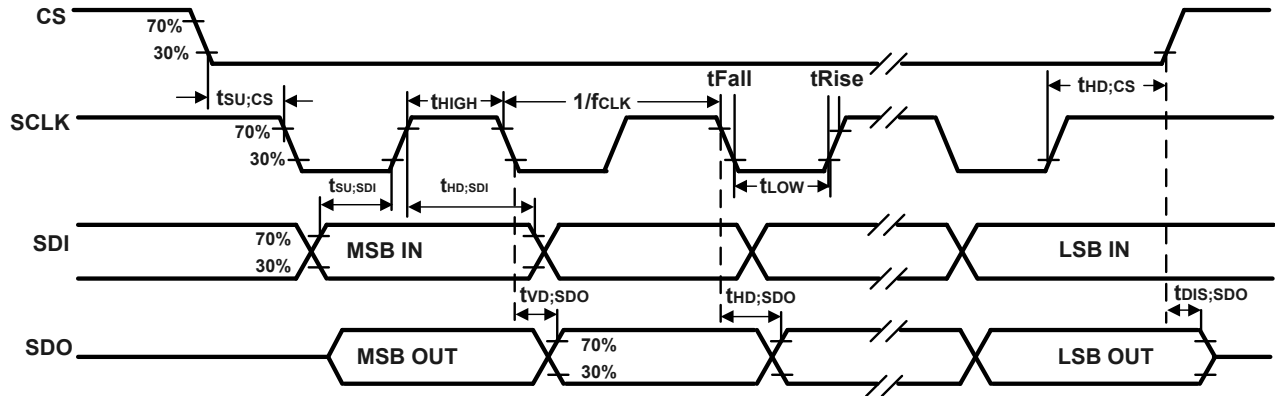 CS
70%
30%
tFall
tRise
tSU;CS
tHIGH
1/fCLK
tHD;CS
SCLK
70%
30%
tLOW
tSU;SDI
tHD;SDI
SDI
70%
30%
MSB IN
LSB IN
tVD;SDO
tHD;SDO
tDIS;SDO
SDO
MSB OUT
70%
30%
LSB OUT